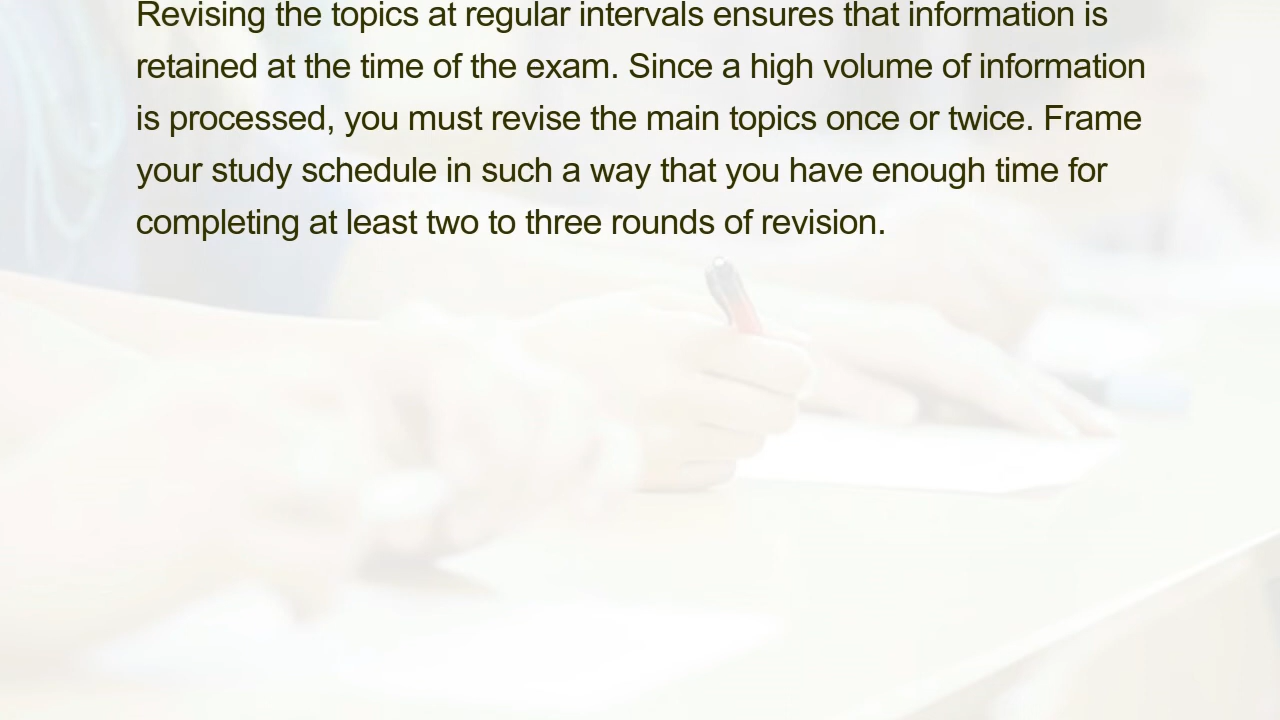 Revising the topics at regular intervals ensures that information is
retained at the time of the exam. Since a high volume of information
is processed, you must revise the main topics once or twice. Frame
your study schedule in such a way that you have enough time for
completing at least two to three rounds of revision.